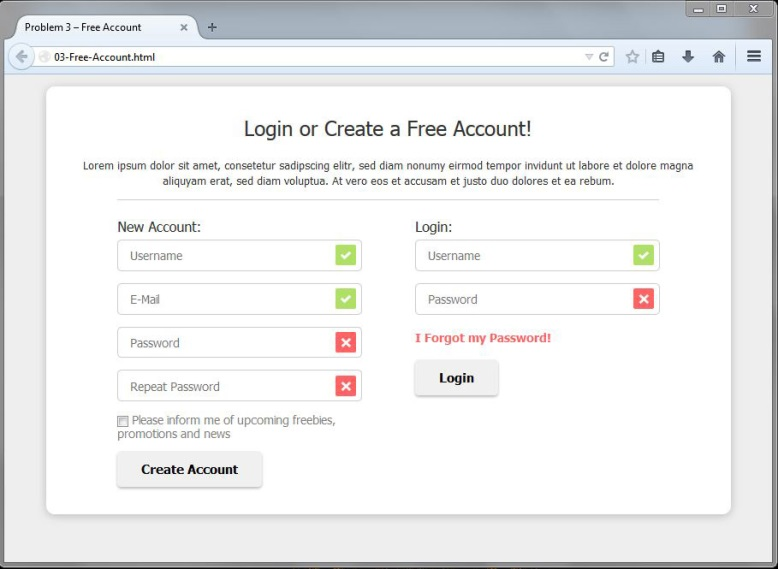 Problem 3 – Free Account
03-Free-Account.html
Login or Create a Free Account!
Lorem ipsum dolor sit amet, consetetur sadipscing elitr, sed diam nonumy eirmod tempor invidunt ut labore et dolore magna
aliquyam erat, sed diam voluptua. At vero eos et accusam et justo duo dolores et ea rebum.
New Account:
Username
E-Mail
Password
Repeat Password
Please inform me of upcoming freebies,
promotions and news
Create Account
Login:
Username
Password
I Forgot my Password!
Login